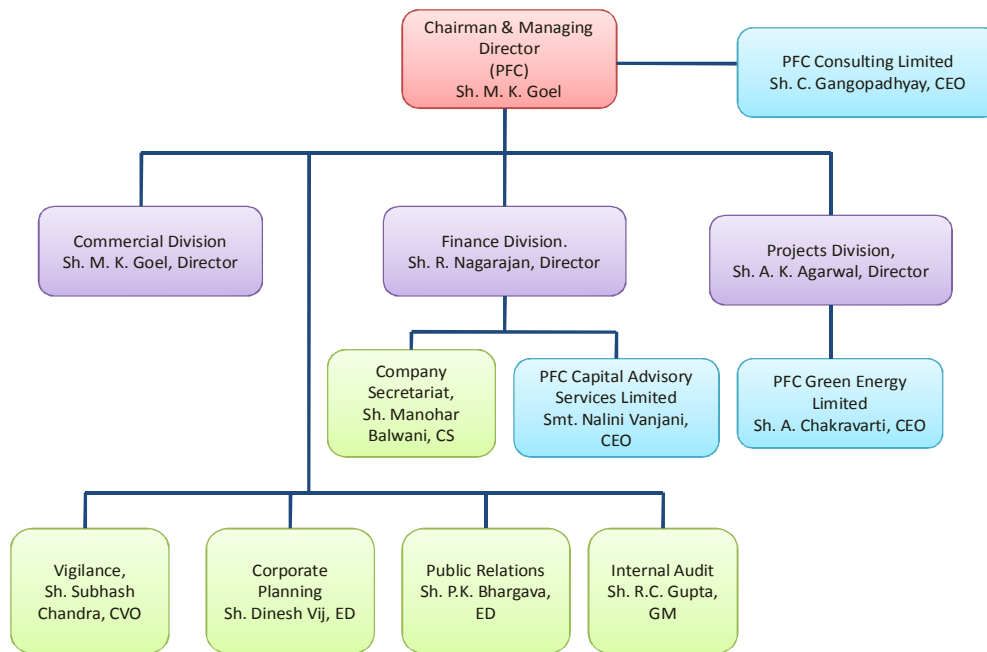 Chairman & Managing
Director
(PFC)
Sh. M. K. Goel
PFC Consulting Limited
Sh. C. Gangopadhyay, CEO
Commercial Division
Sh. M. K. Goel, Director
Finance Division.
Sh. R. Nagarajan, Director
Projects Division,
Sh. A. K. Agarwal, Director
Company
Secretariat,
Sh. Manohar
Balwani, CS
PFC Capital Advisory
Services Limited
Smt. Nalini Vanjani,
CEO
PFC Green Energy
Limited
Sh. A. Chakravarti, CEO
Vigilance,
Sh. Subhash
Chandra, CVO
Corporate
Planning
Sh. Dinesh Vij, ED
Public Relations
Sh. P.K. Bhargava,
ED
Internal Audit
Sh. R.C. Gupta,
GM